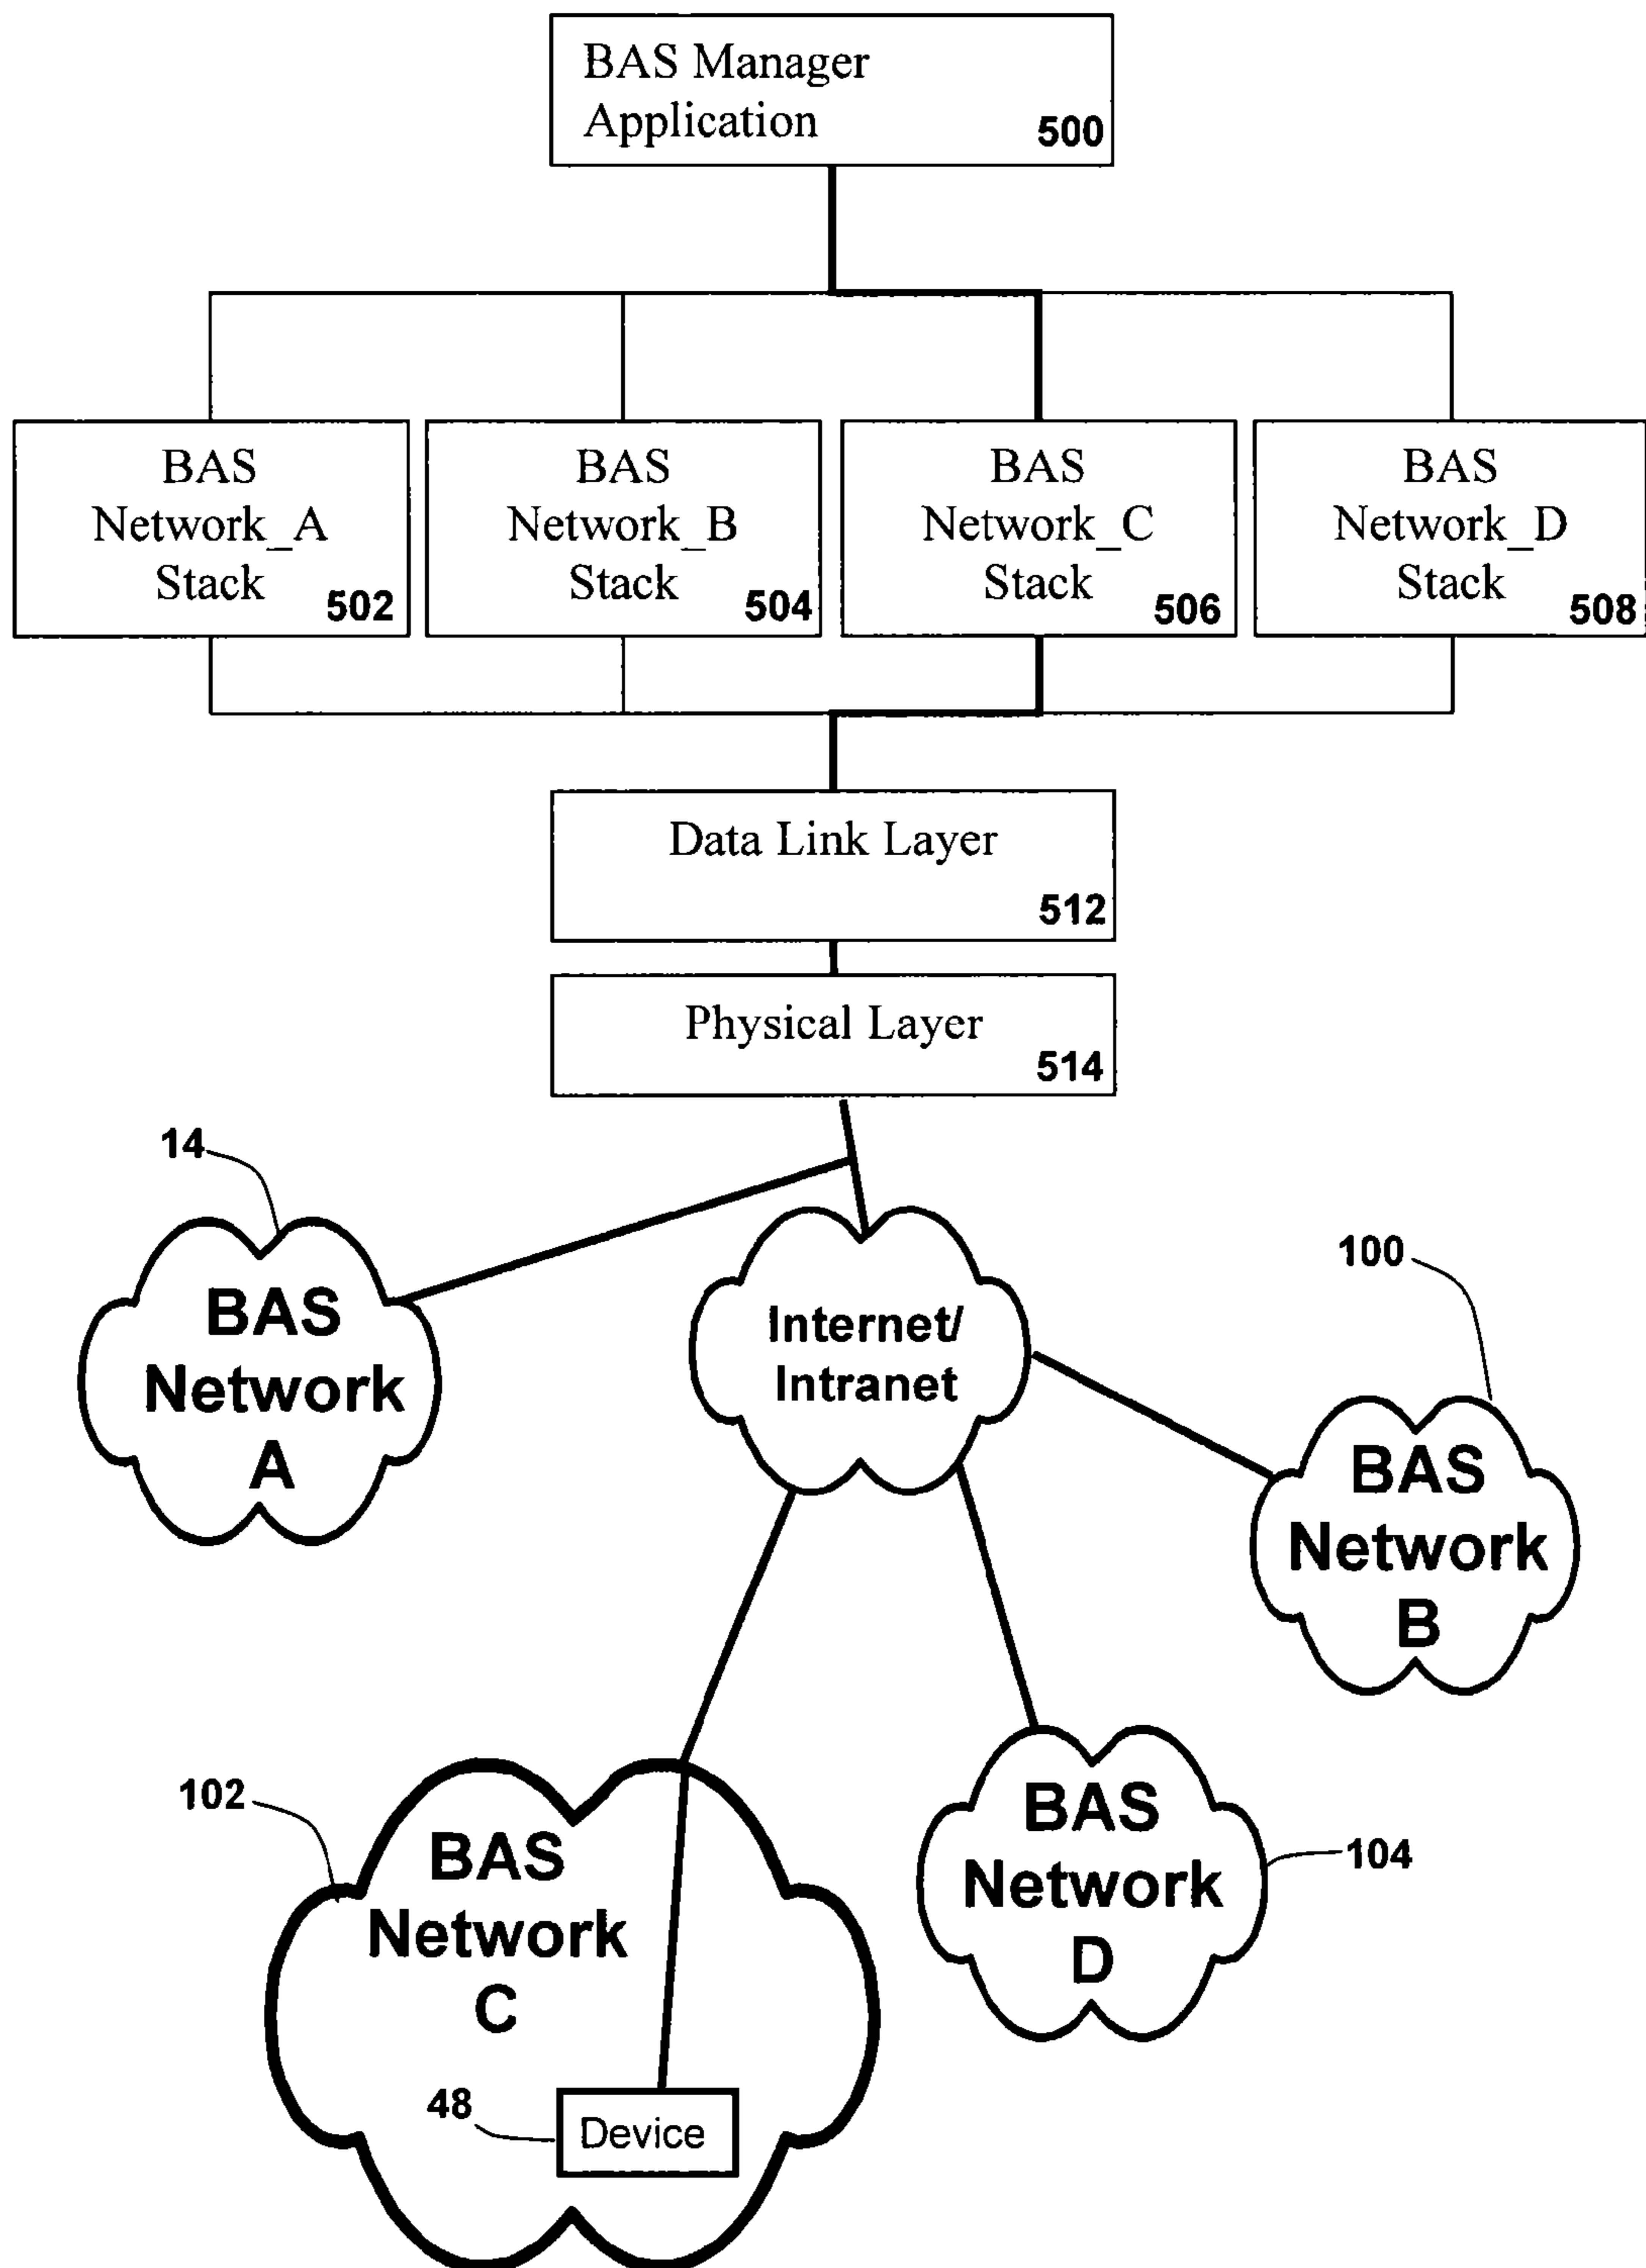 BAS Manager
Application
500
BAS
Network_A
Stack
502
BAS
Network_B
Stack
504
BAS
Network_C
Stack
506
BAS
Network_D
Stack
508
Data Link Layer
512
Physical Layer
514
14
BAS
Network
A
Internet/
Intranet
100
BAS
Network
B
102
BAS
Network
C
BAS
Network
D
104
48
Device